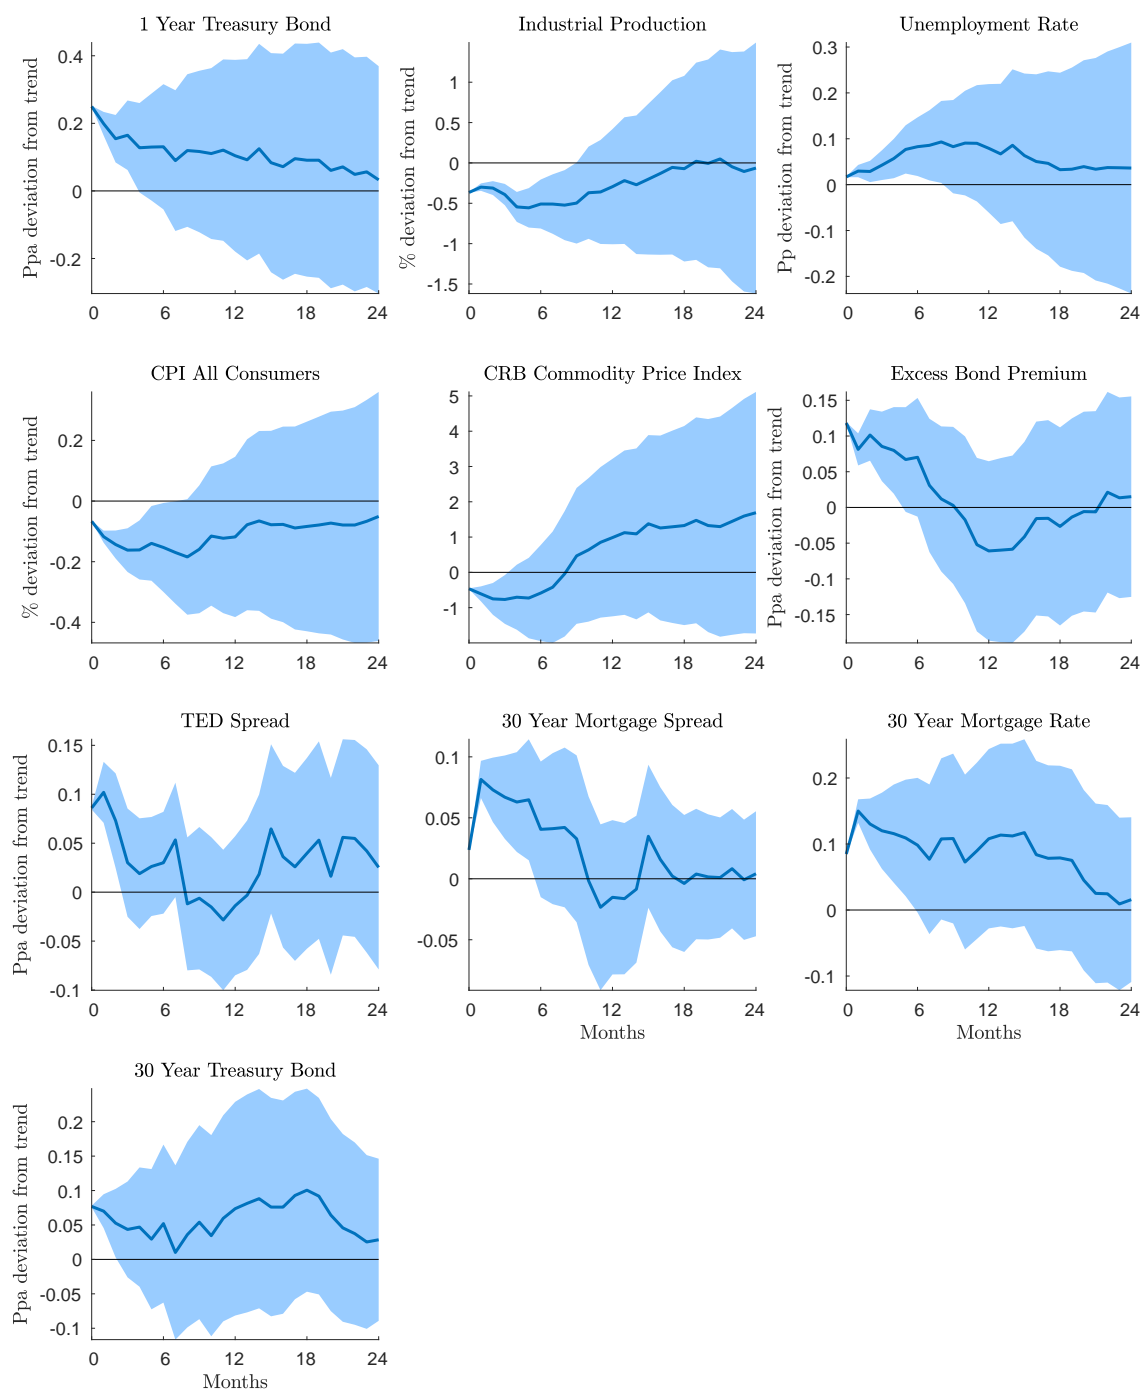 1 Year Treasury Bond
Ppa deviation from trend
0.4
0.2
0
-0.2
0 6 12 18 24
Industrial Production
% deviation from trend
1
0.5
0
-0.5
-1
-1.5
0 6 12 18 24
Unemployment Rate
Pp deviation from trend
0.3
0.2
0.1
0
-0.1
-0.2
0 6 12 18 24
CPI All Consumers
% deviation from trend
0.2
0
-0.2
-0.4
0 6 12 18 24
CRB Commodity Price Index
5
4
3
2
1
0
-1
0 6 12 18 24
Excess Bond Premium
Ppa deviation from trend
0.15
0.1
0.05
0
-0.05
-0.1
-0.15
0 6 12 18 24
TED Spread
Ppa deviation from trend
0.15
0.1
0.05
0
-0.05
-0.1
0 6 12 18 24
30 Year Mortgage Spread
0.1
0.05
0
-0.05
0 6 12 18 24
Months
30 Year Mortgage Rate
0.2
0.1
0
-0.1
0 6 12 18 24
Months
30 Year Treasury Bond
Ppa deviation from trend
0.2
0.15
0.1
0.05
0
-0.05
-0.1
0 6 12 18 24
Months